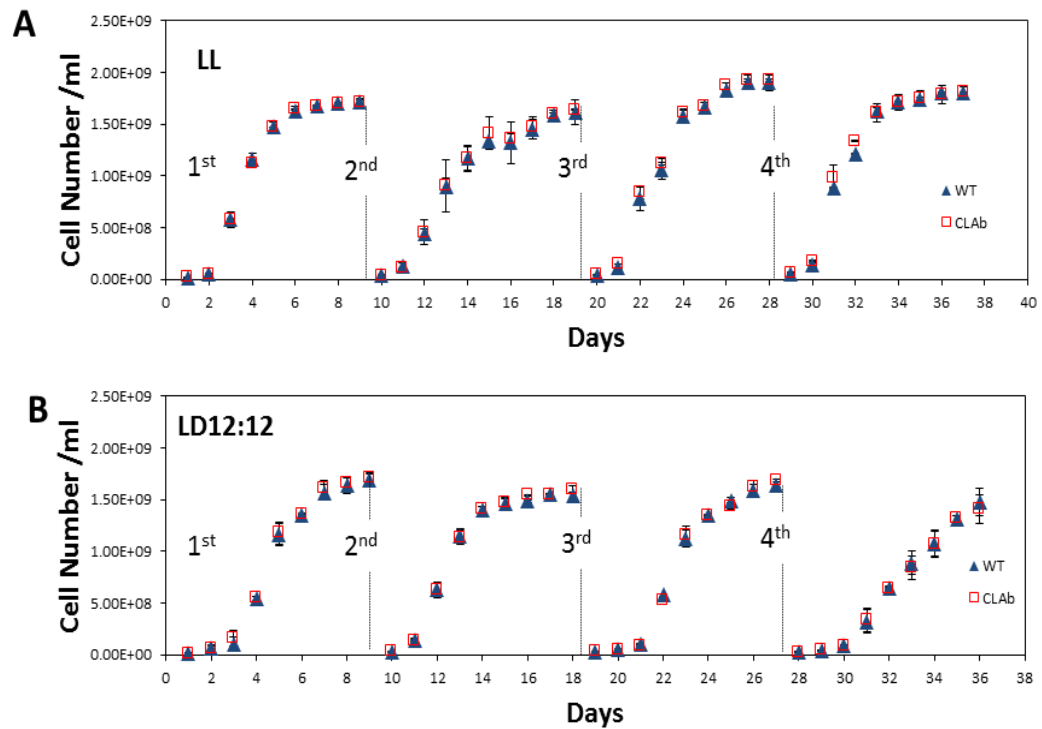 A
LL
Cell Number /ml
2.50E+09
2.00E+09
1.50E+09
1.00E+09
5.00E+08
0.00E+00
1st
2nd
3rd
4th
WT
CLAb
0 2 4 6 8 10 12 14 16 18 20 22 24 26 28 30 32 34 36 38 40
Days
B
LD12:12
Cell Number /ml
2.50E+09
2.00E+09
1.50E+09
1.00E+09
5.00E+08
0.00E+00
1st
2nd
3rd
4th
WT
CLAb
0 2 4 6 8 10 12 14 16 18 20 22 24 26 28 30 32 34 36 38
Days